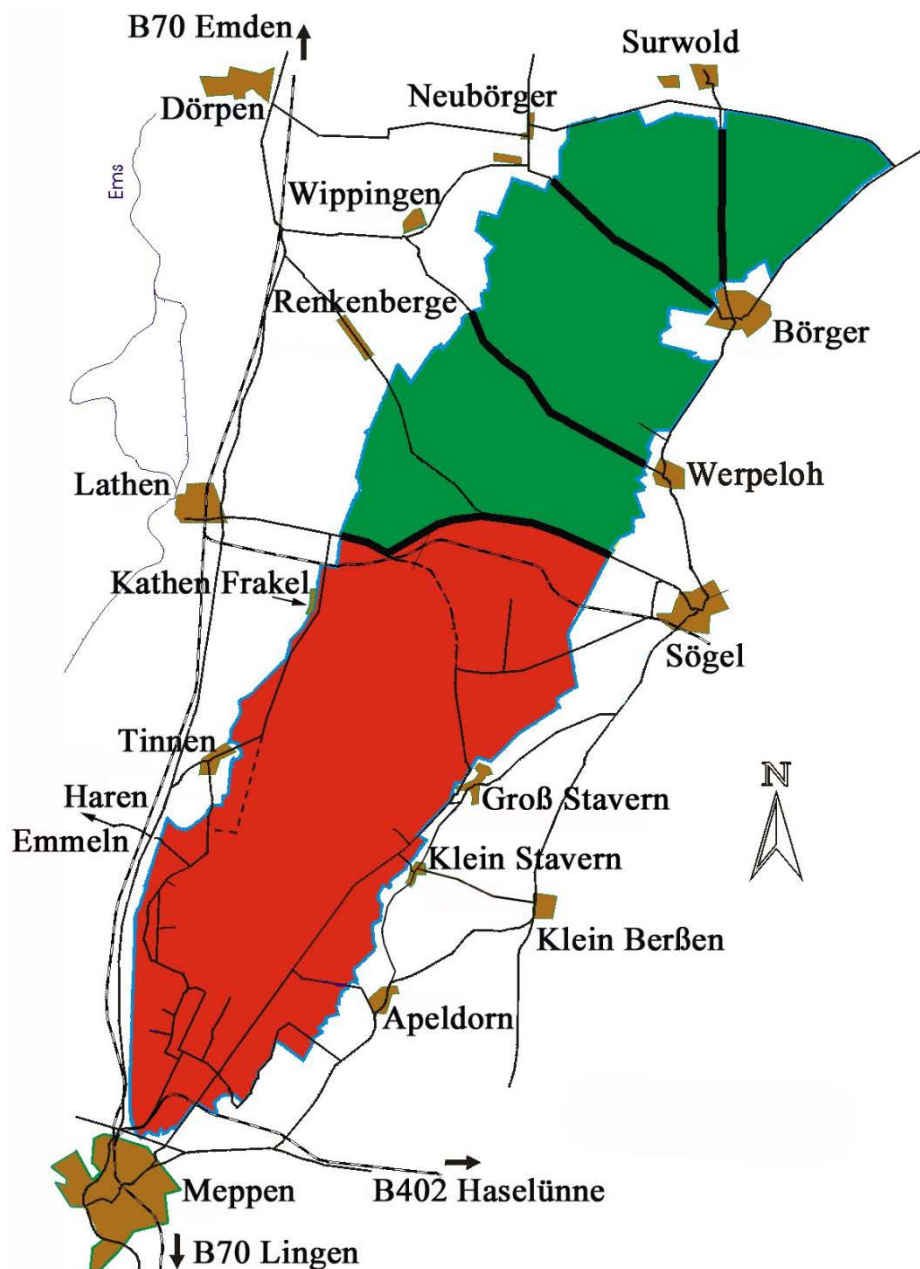 B70 Emden
Surwold
Neubörger
Dörpen
Ems
Wippingen
Renkenberge
Börger
Lathen
Werpeloh
Kathen Frakel
Sögel
Tinnen
N
Haren
Groß Stavern
Emmeln
Klein Stavern
Klein Berßen
Apeldorn
Meppen
B402 Haselünne
B70 Lingen